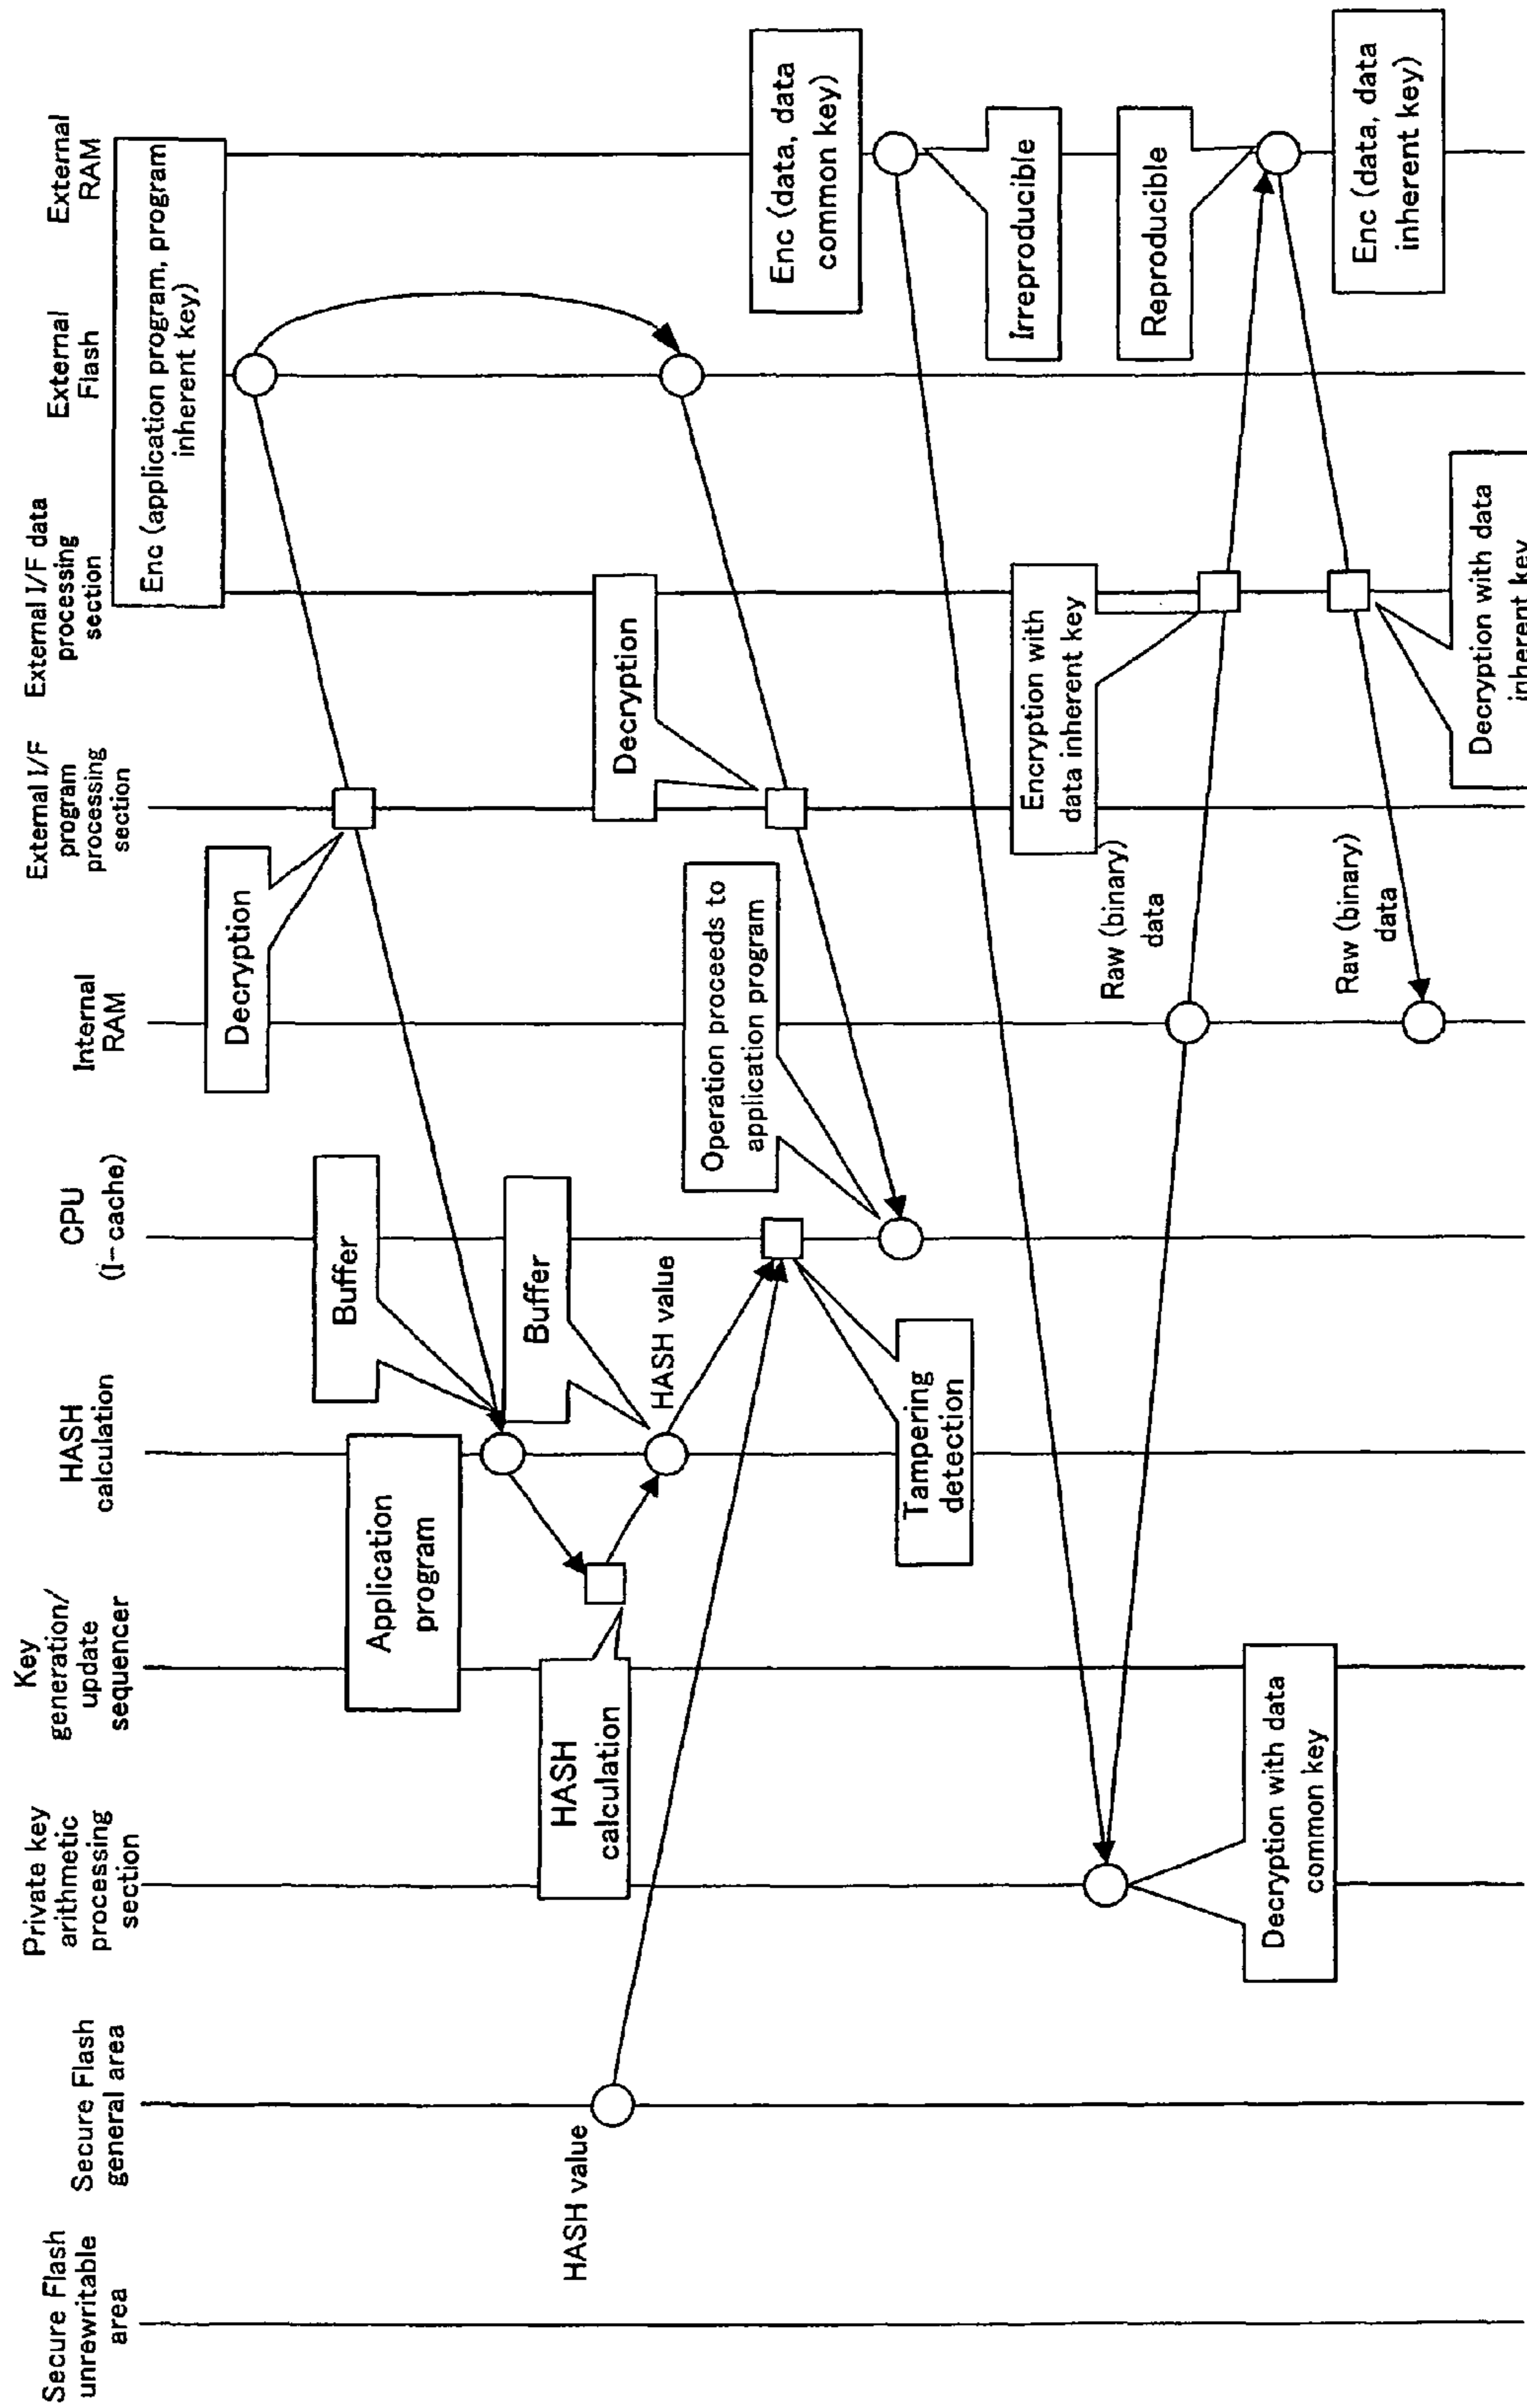 Secure Flash
unrewritable
area
Secure Flash
general area
Private key
arithmetic
processing
section
Key
generation/
update
sequencer
HASH
calculation
CPU
(I-cache)
Internal
RAM
External I/F
program
processing
section
External I/F data
processing
section
External
Flash
External
RAM
Enc (application program, program
inherent key)
Decryption
Buffer
Application
program
Buffer
HASH
calculation
HASH value
HASH value
Decryption
Operation proceeds to
application program
Tampering
detection
Enc (data, data
common key)
Irreproducible
Encryption with
data inherent key
Reproducible
Raw (binary)
data
Decryption with data
common key
Enc (data, data
inherent key)
Raw (binary)
data
Decryption with data
inherent key